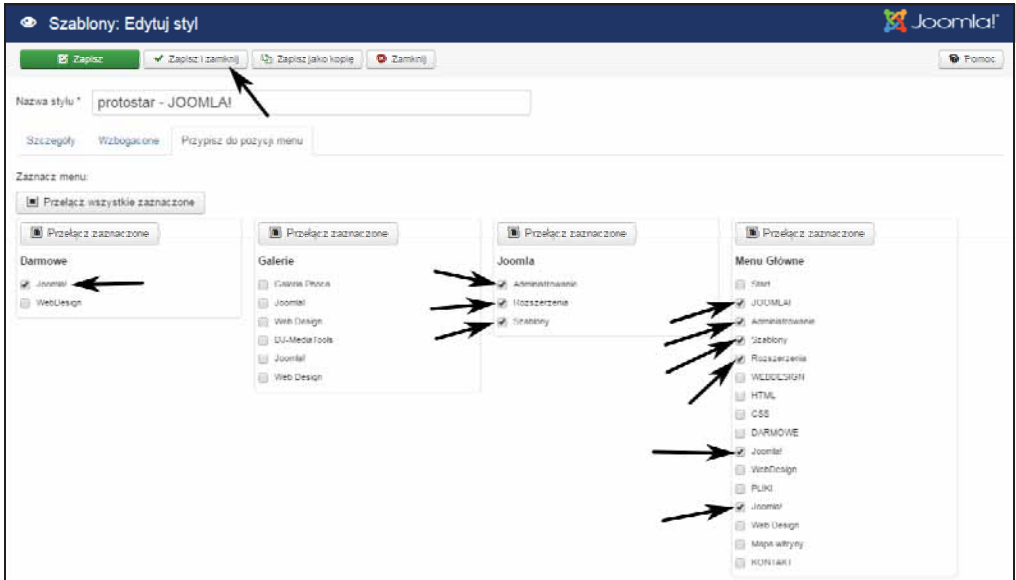 Szablony: Edytuj styl
Joomla!
Zapisz
Zapisz i zamknij
Zapisz jako kopię
Zamknij
Pomoc
Nazwa stylu *
protostar - JOOMLA!
Szczegóły
Wzbogacone
Przypisz do pozycji menu
Zaznacz menu:
Przełącz wszystkie zaznaczone
Przełącz zaznaczone
Darmowe
Joomla!
WebDesign
Przełącz zaznaczone
Galerie
Galeria Phoca
Joomla!
Web Design
DJ-MediaTools
Joomla!
Web Design
Przełącz zaznaczone
Joomla
Administrowanie
Rozszerzenia
Szablony
Przełącz zaznaczone
Menu Główne
Start
JOOMLA!
Administrowanie
Szablony
Rozszerzenia
WEBDESIGN
HTML
CSS
DARMOWE
Joomla!
WebDesign
PLIKI
Joomla!
Web Design
Mapa witryny
KONTAKT